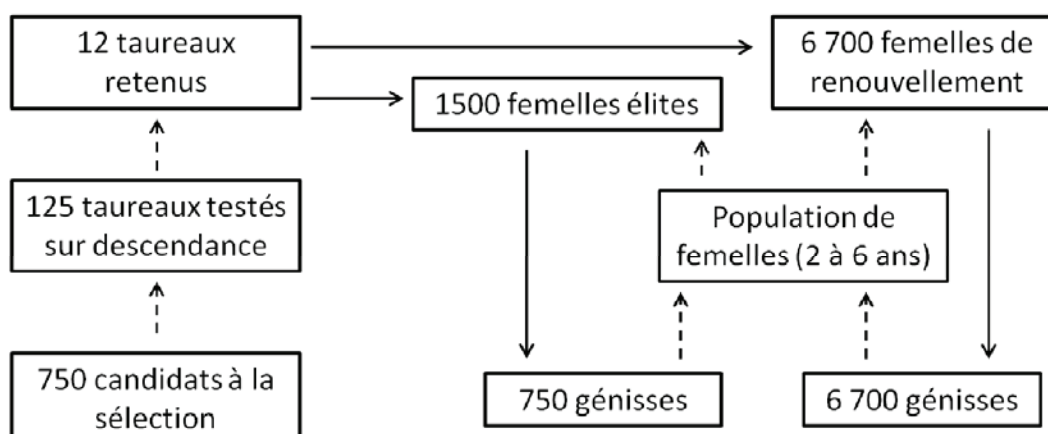 12 taureaux
retenus
6 700 femelles de
renouvellement
1500 femelles élites
125 taureaux testés
sur descendance
Population de
femelles (2 à 6 ans)
750 candidats à la
sélection
750 génisses
6 700 génisses